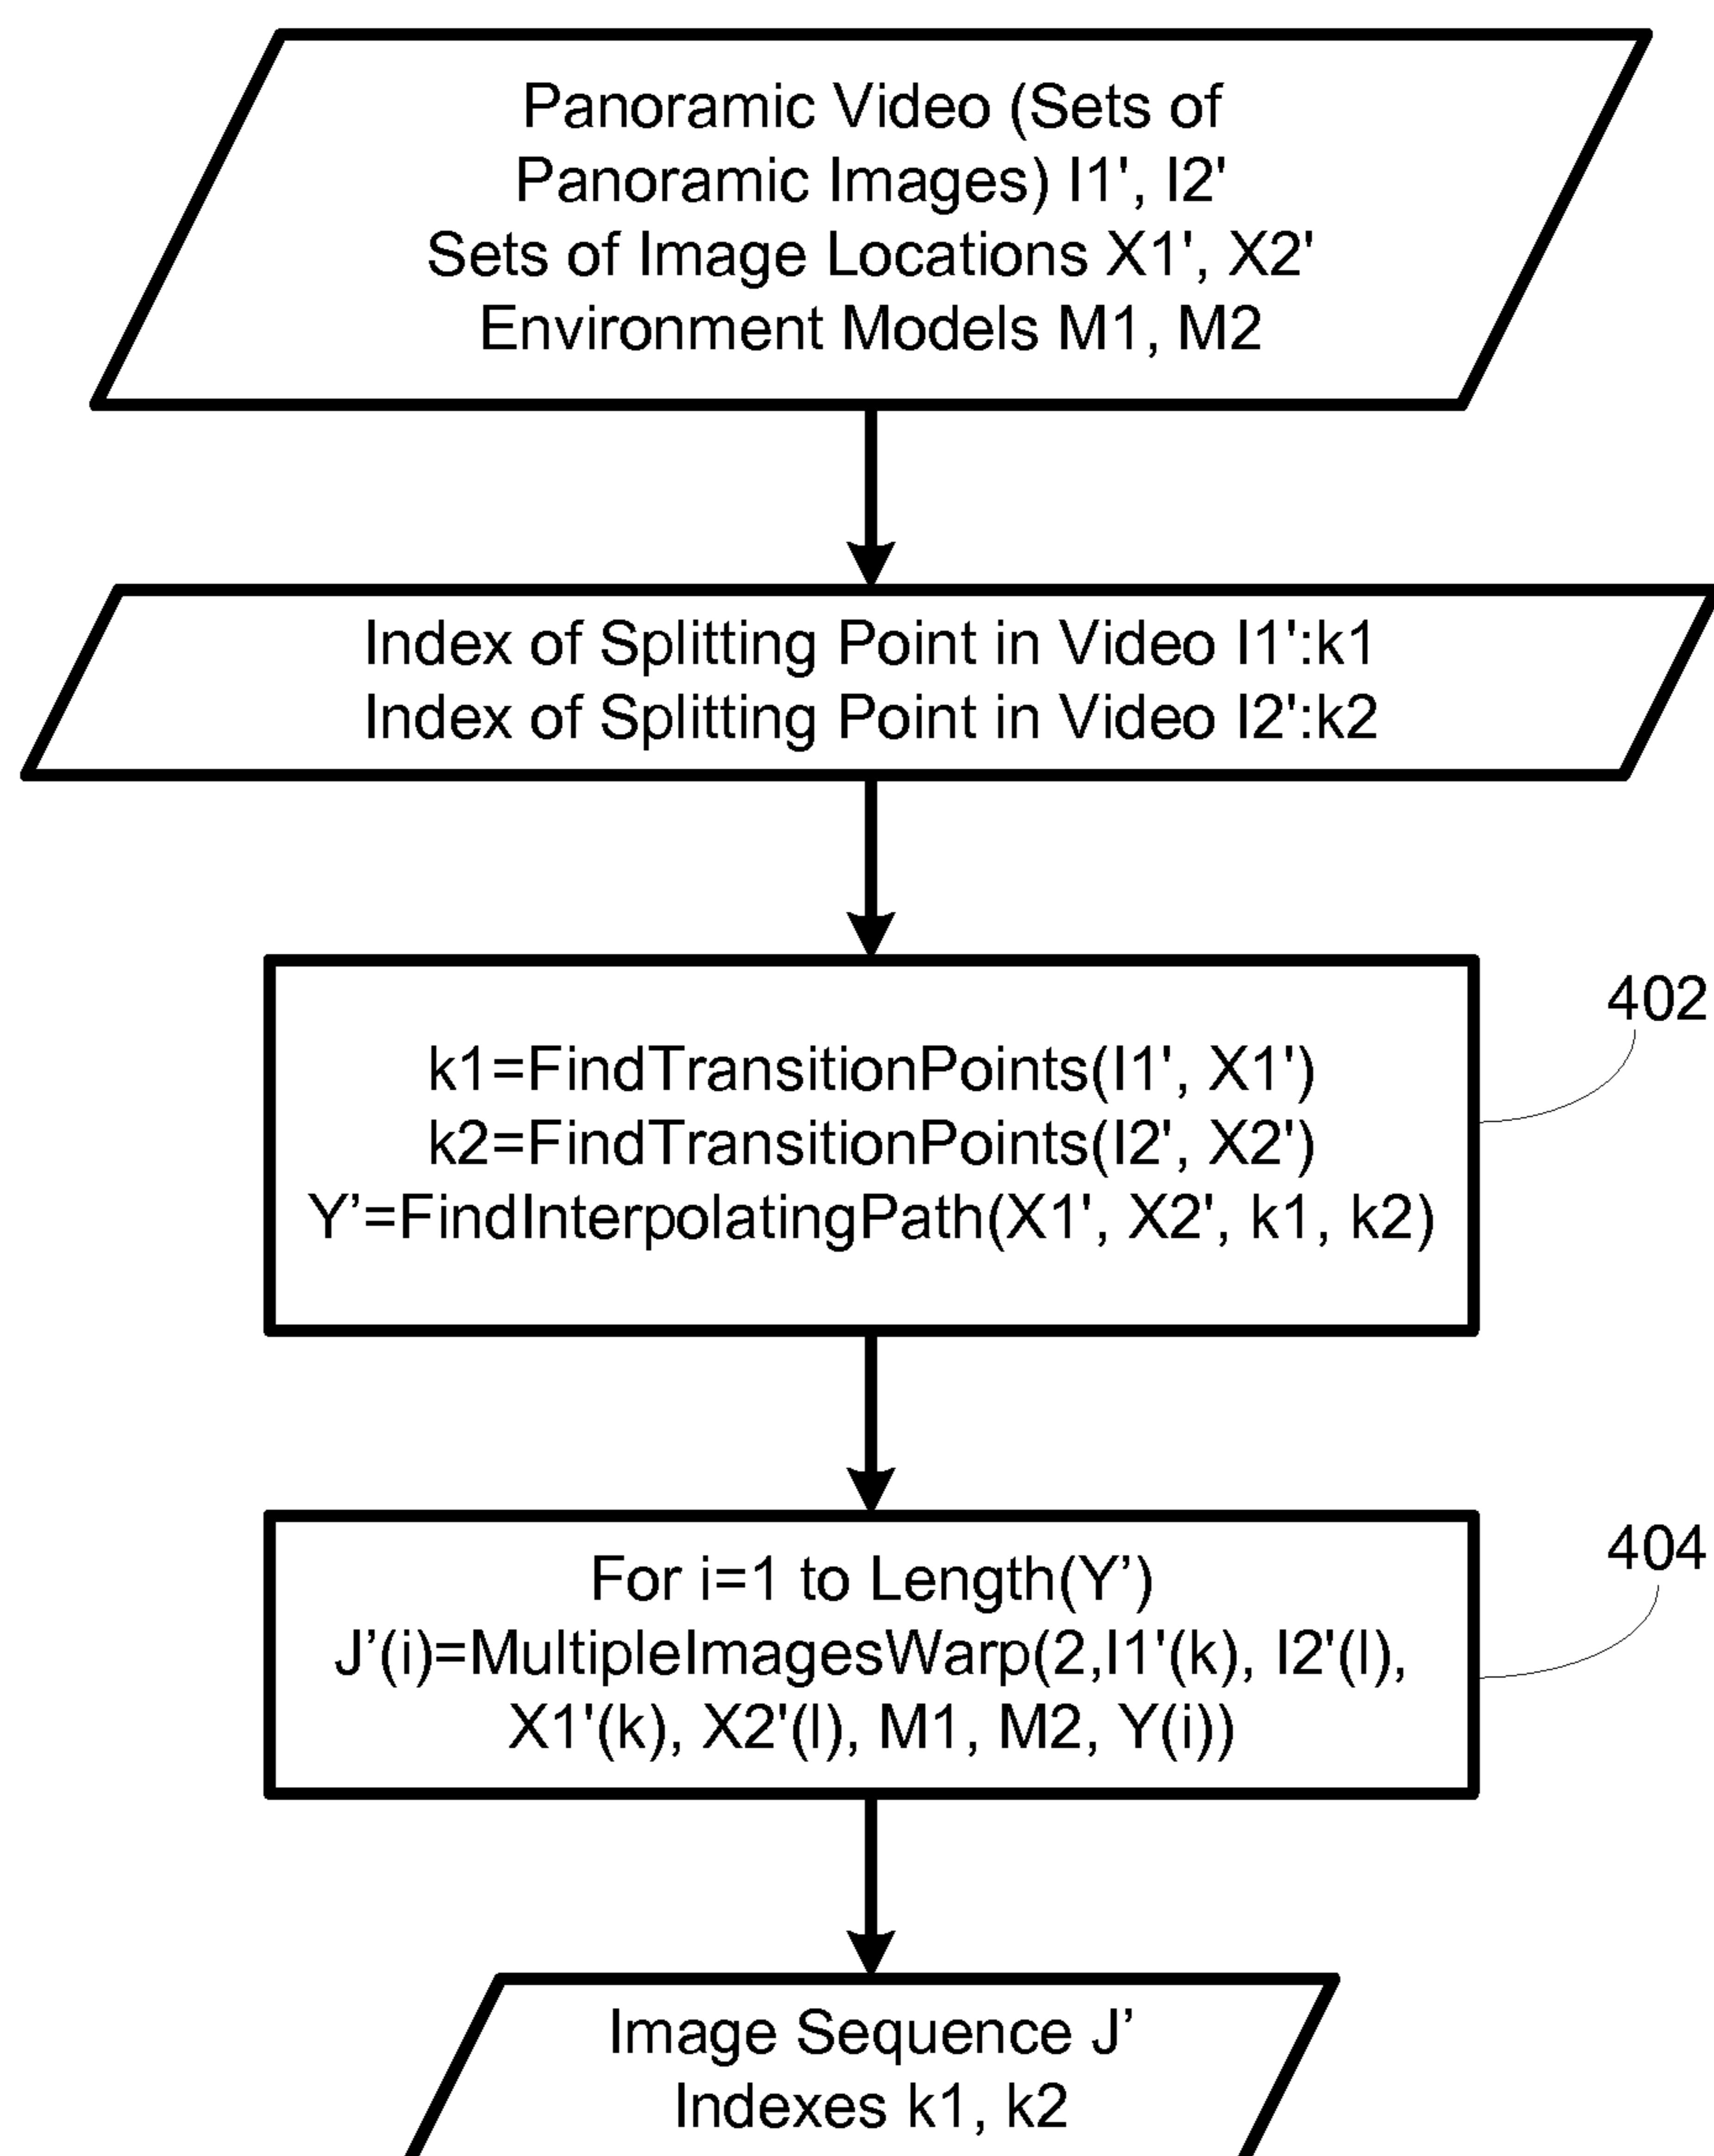 Panoramic Video (Sets of
Panoramic Images) I1', I2'
Sets of Image Locations X1', X2'
Environment Models M1, M2
Index of Splitting Point in Video I1':k1
Index of Splitting Point in Video I2':k2
402
k1=FindTransitionPoints(I1', X1')
k2=FindTransitionPoints(I2', X2')
Y’=FindInterpolatingPath(X1', X2', k1, k2)
404
For i=1 to Length(Y’)
J’(i)=MultipleImagesWarp(2,I1'(k), I2'(l),
X1'(k), X2'(l), M1, M2, Y(i))
Image Sequence J’
Indexes k1, k2